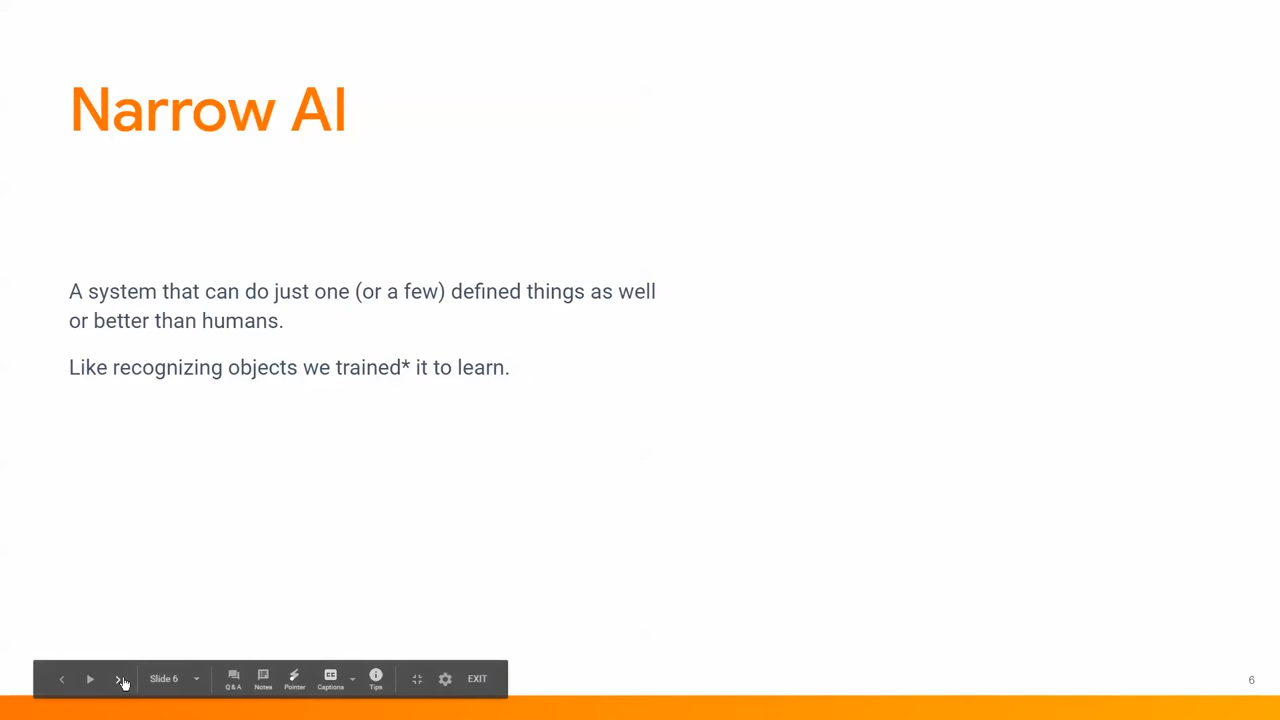 Narrow AI
A system that can do just one (or a few) defined things as well
or better than humans.
Like recognizing objects we trained* it to learn.
Slide 6
Q & A
Notes
Pointer
CC
Captions
Tips
EXIT
6